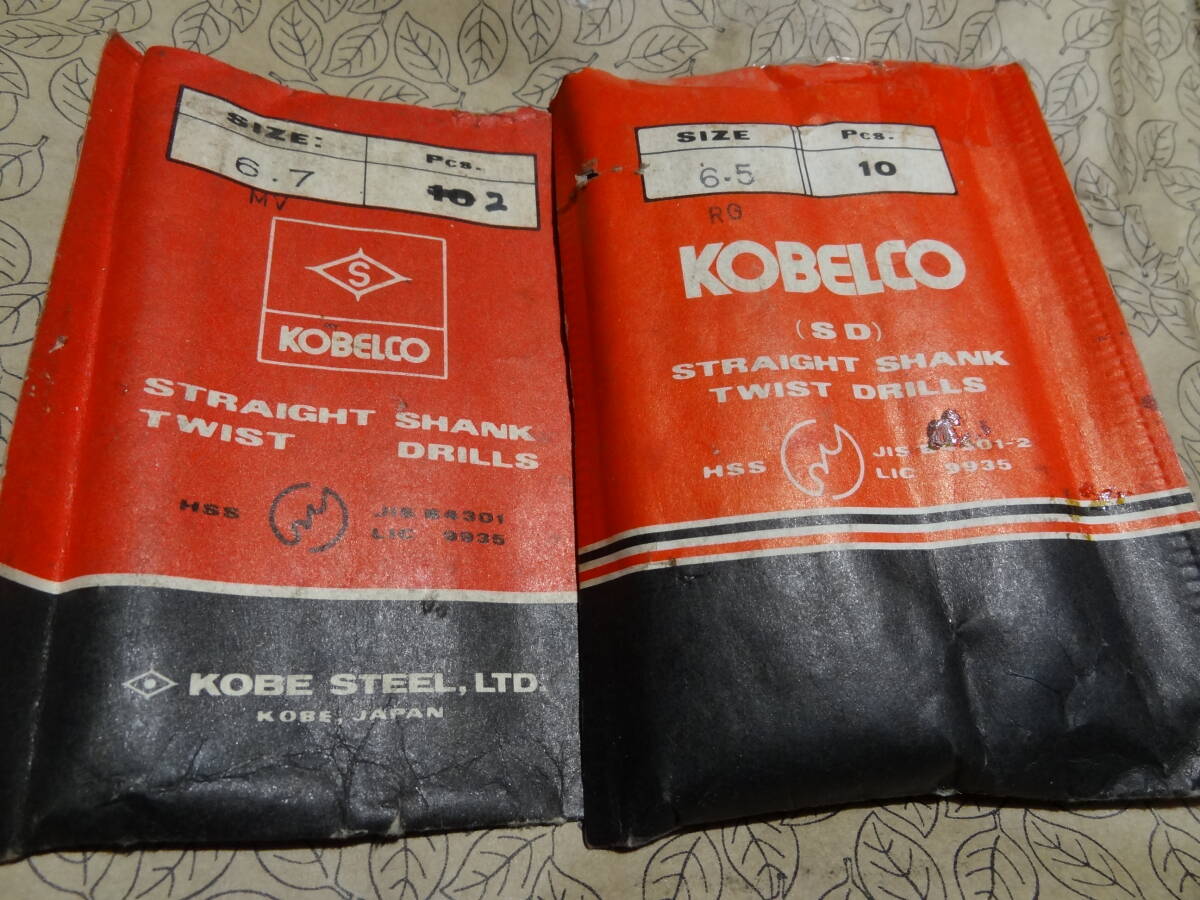 SIZE: Pcs.
6.7 10 2
MV
S
KOBELCO
STRAIGHT SHANK
TWIST DRILLS
HSS JIS B4301
LIC 9935
KOBE STEEL, LTD.
KOBE, JAPAN
SIZE Pcs.
6.5 10
RG
KOBELCO
(SD)
STRAIGHT SHANK
TWIST DRILLS
HSS JIS
LIC 9935